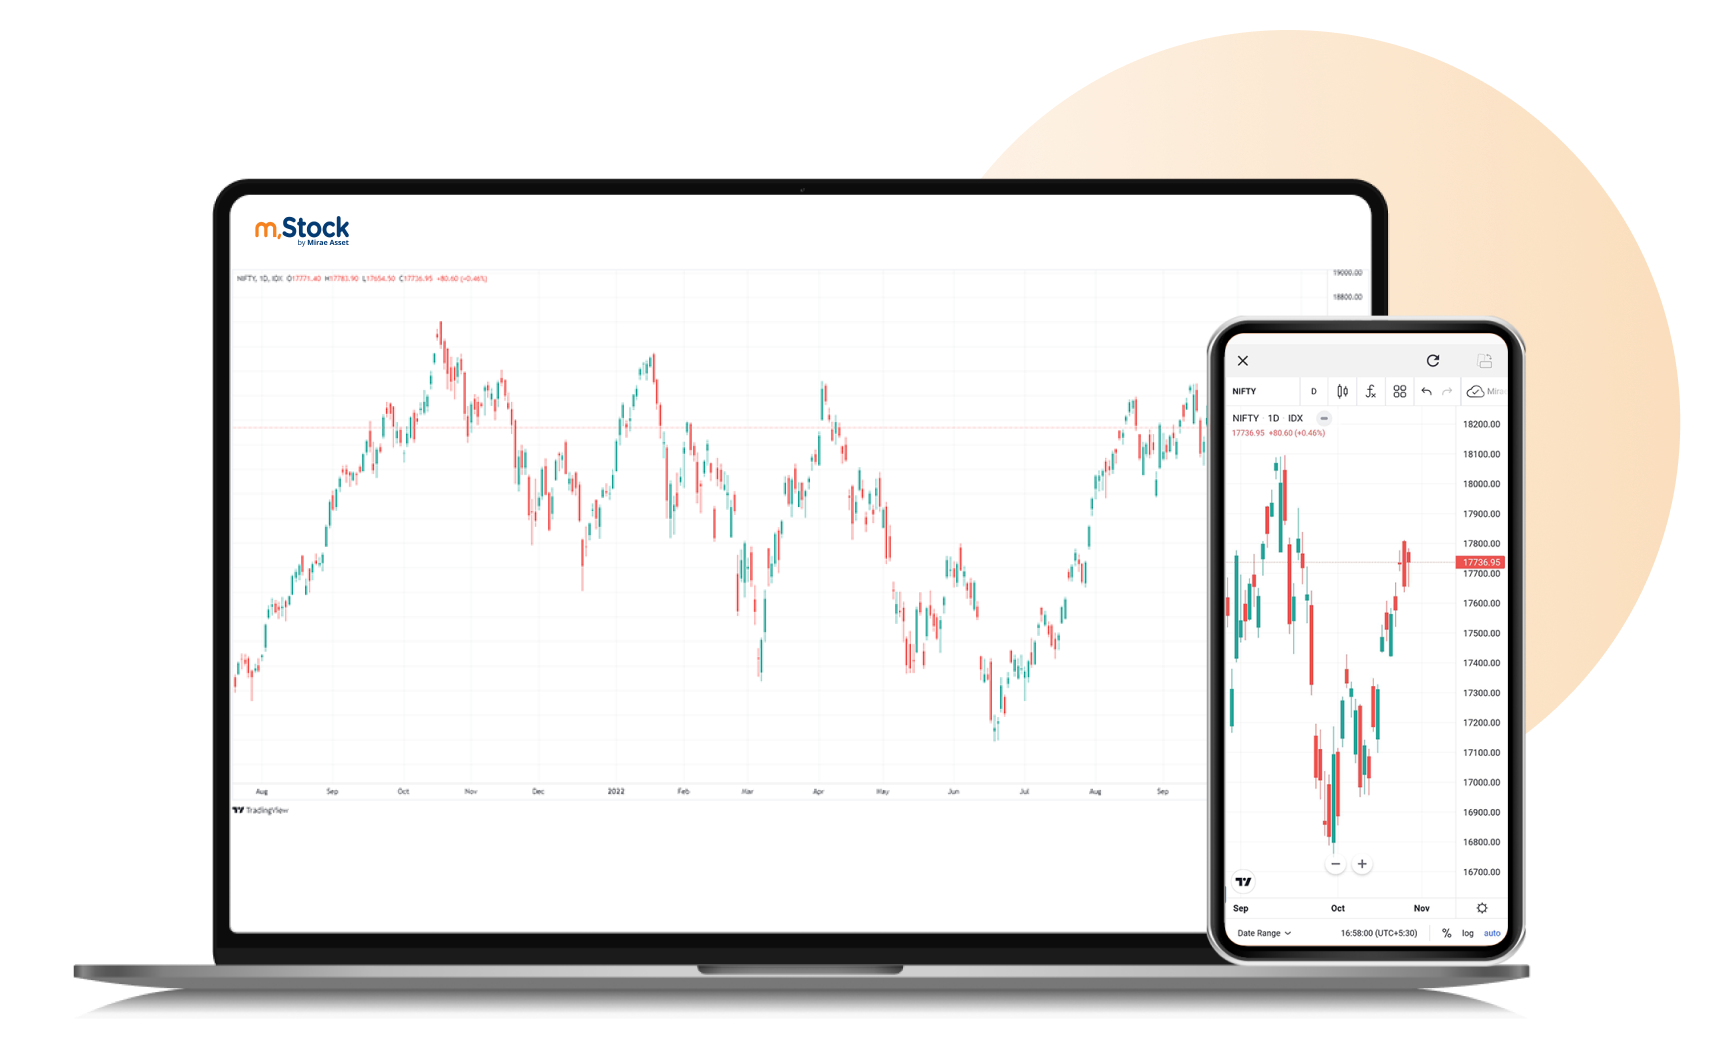 m.Stock
by Mirae Asset
NIFTY, 1D, IDX O17771.40 H17783.90 L17654.50 C17736.95 +80.60 (+0.46%)
19000.00
18800.00
Aug Sep Oct Nov Dec 2022 Feb Mar Apr May Jun Jul Aug Sep
TradingView
NIFTY D fx Mirae
NIFTY 1D IDX
17736.95 +80.60 (+0.46%)
18200.00
18100.00
18000.00
17900.00
17800.00
17736.95
17700.00
17600.00
17500.00
17400.00
17300.00
17200.00
17100.00
17000.00
16900.00
16800.00
16700.00
Sep Oct Nov
Date Range 16:58:00 (UTC+5:30) % log auto